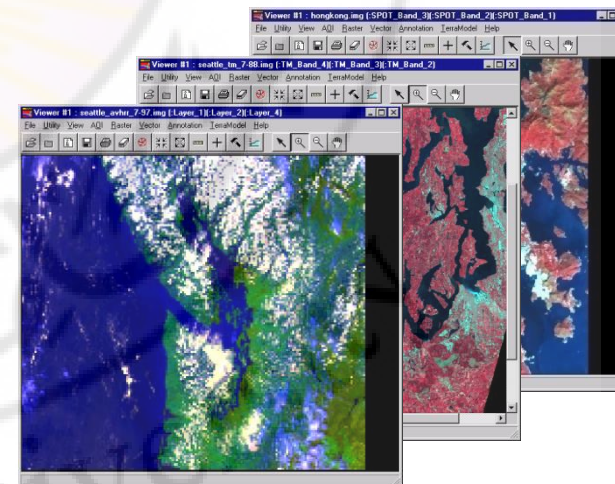 Viewer #1 : hongkong.img (:SPOT_Band_3)(:SPOT_Band_2)(:SPOT_Band_1)
File Utility View AOI Raster Vector Annotation TerraModel Help
Viewer #1 : seattle_tm_7-88.img (:TM_Band_4)(:TM_Band_3)(:TM_Band_2)
File Utility View AOI Raster Vector Annotation TerraModel Help
Viewer #1 : seattle_avhrr_7-97.img (:Layer_1)(:Layer_2)(:Layer_4)
File Utility View AOI Raster Vector Annotation TerraModel Help